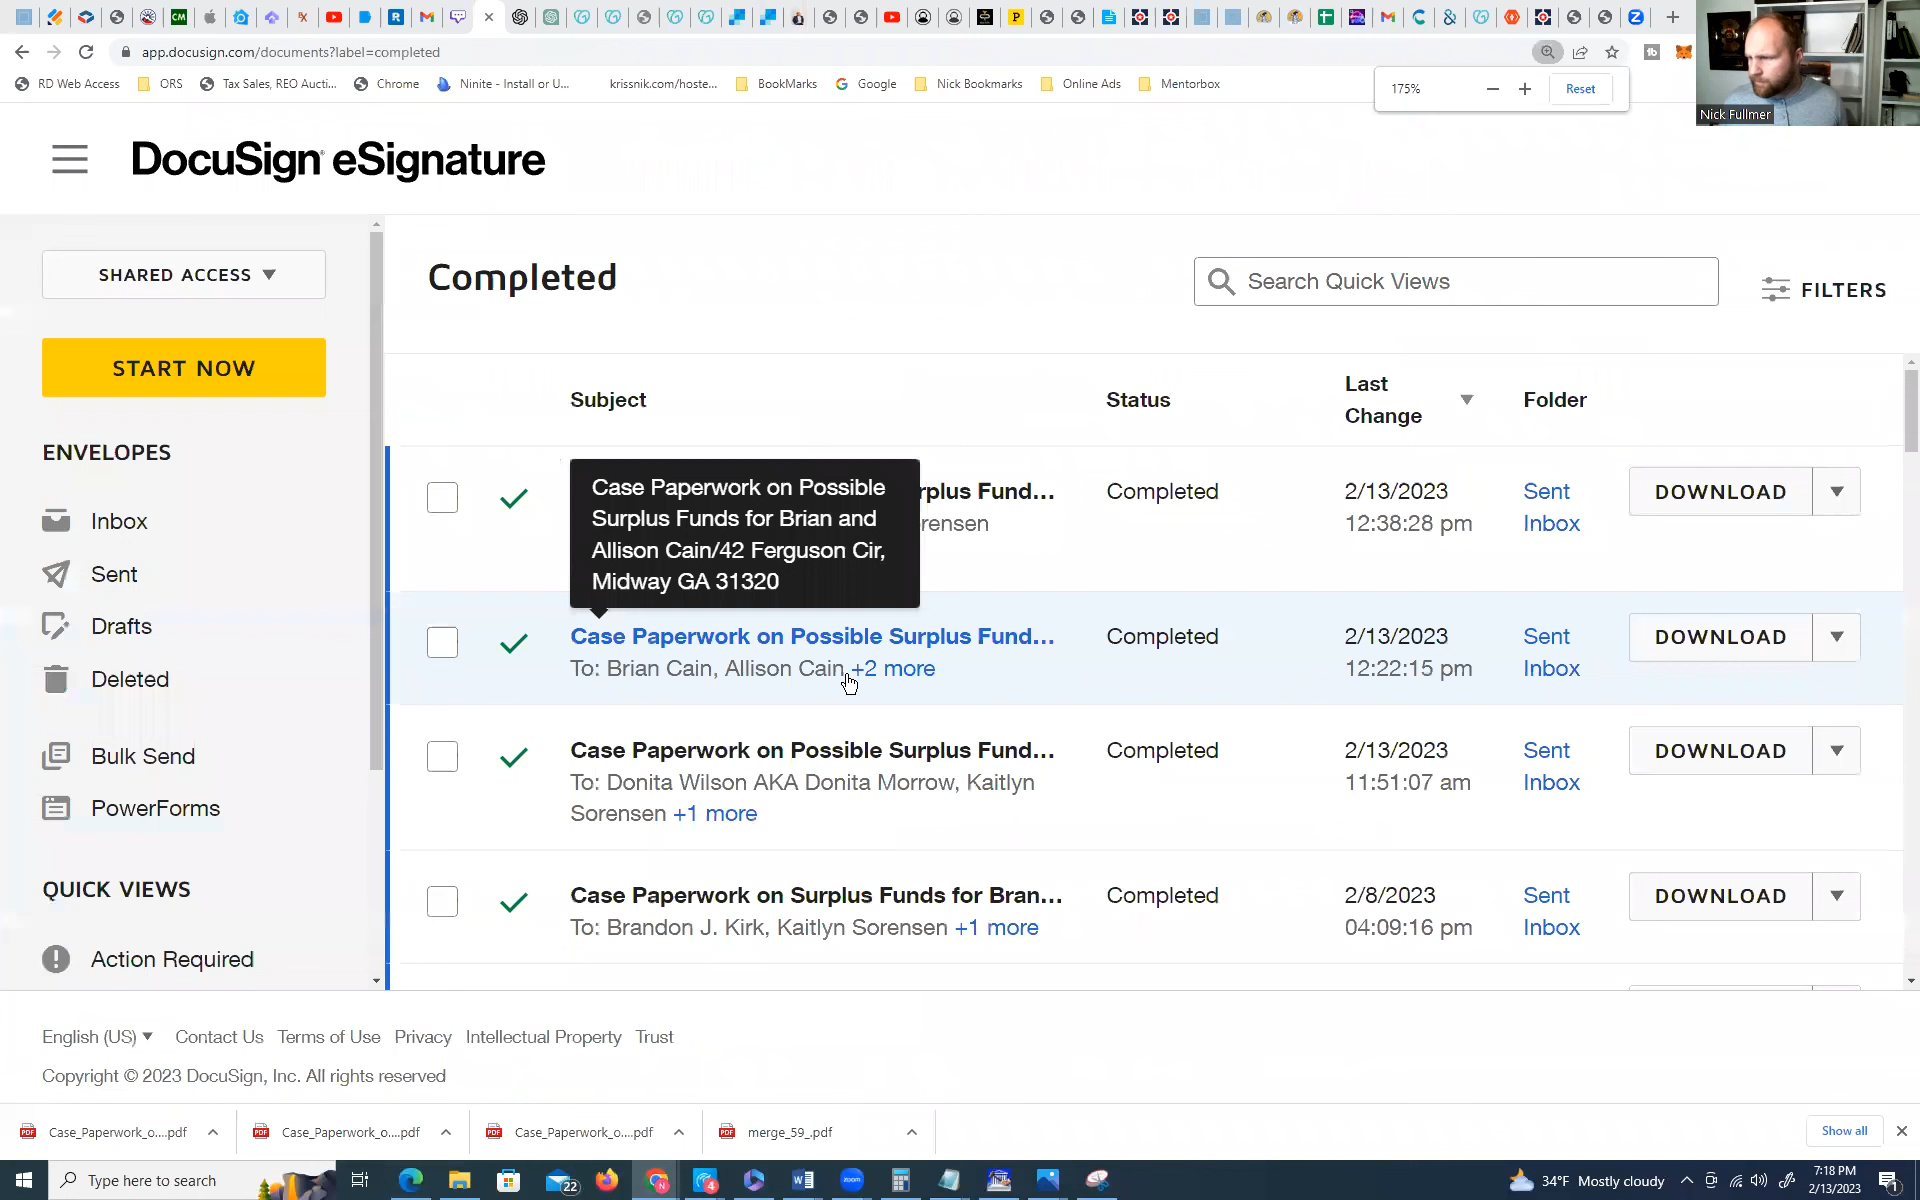 app.docusign.com/documents?label=completed
RD Web Access
ORS
Tax Sales, REO Aucti...
Chrome
Ninite - Install or U...
krissnik.com/hoste...
BookMarks
Google
Nick Bookmarks
Online Ads
Mentorbox
175%
Reset
Nick Fullmer
DocuSign eSignature
SHARED ACCESS
START NOW
ENVELOPES
Inbox
Sent
Drafts
Deleted
Bulk Send
PowerForms
QUICK VIEWS
Action Required
Completed
Search Quick Views
FILTERS
Subject
Status
Last
Change
Folder
Case Paperwork on Possible
Surplus Funds for Brian and
Allison Cain/42 Ferguson Cir,
Midway GA 31320
rplus Fund...
rensen
Completed
2/13/2023
12:38:28 pm
Sent
Inbox
DOWNLOAD
Case Paperwork on Possible Surplus Fund...
To: Brian Cain, Allison Cain +2 more
Completed
2/13/2023
12:22:15 pm
Sent
Inbox
DOWNLOAD
Case Paperwork on Possible Surplus Fund...
To: Donita Wilson AKA Donita Morrow, Kaitlyn
Sorensen +1 more
Completed
2/13/2023
11:51:07 am
Sent
Inbox
DOWNLOAD
Case Paperwork on Surplus Funds for Bran...
To: Brandon J. Kirk, Kaitlyn Sorensen +1 more
Completed
2/8/2023
04:09:16 pm
Sent
Inbox
DOWNLOAD
English (US)
Contact Us
Terms of Use
Privacy
Intellectual Property
Trust
Copyright © 2023 DocuSign, Inc. All rights reserved
Case_Paperwork_o....pdf
Case_Paperwork_o....pdf
Case_Paperwork_o....pdf
merge_59_.pdf
Show all
Type here to search
22
4
zoom
34°F Mostly cloudy
7:18 PM
2/13/2023
1